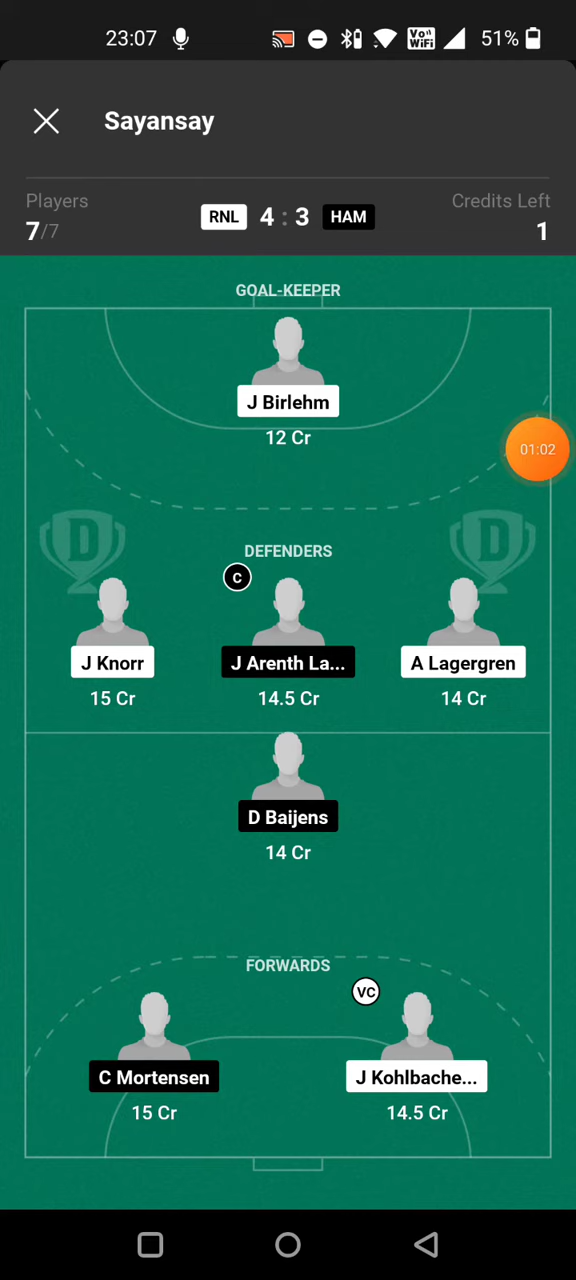 23:07 Vo)) WiFi 51%
Sayansay
Players Credits Left
7/7 RNL 4 : 3 HAM 1
GOAL-KEEPER
J Birlehm
12 Cr
01:02
D D
DEFENDERS
C
J Knorr J Arenth La... A Lagergren
15 Cr 14.5 Cr 14 Cr
D Baijens
14 Cr
FORWARDS
VC
C Mortensen J Kohlbache...
15 Cr 14.5 Cr